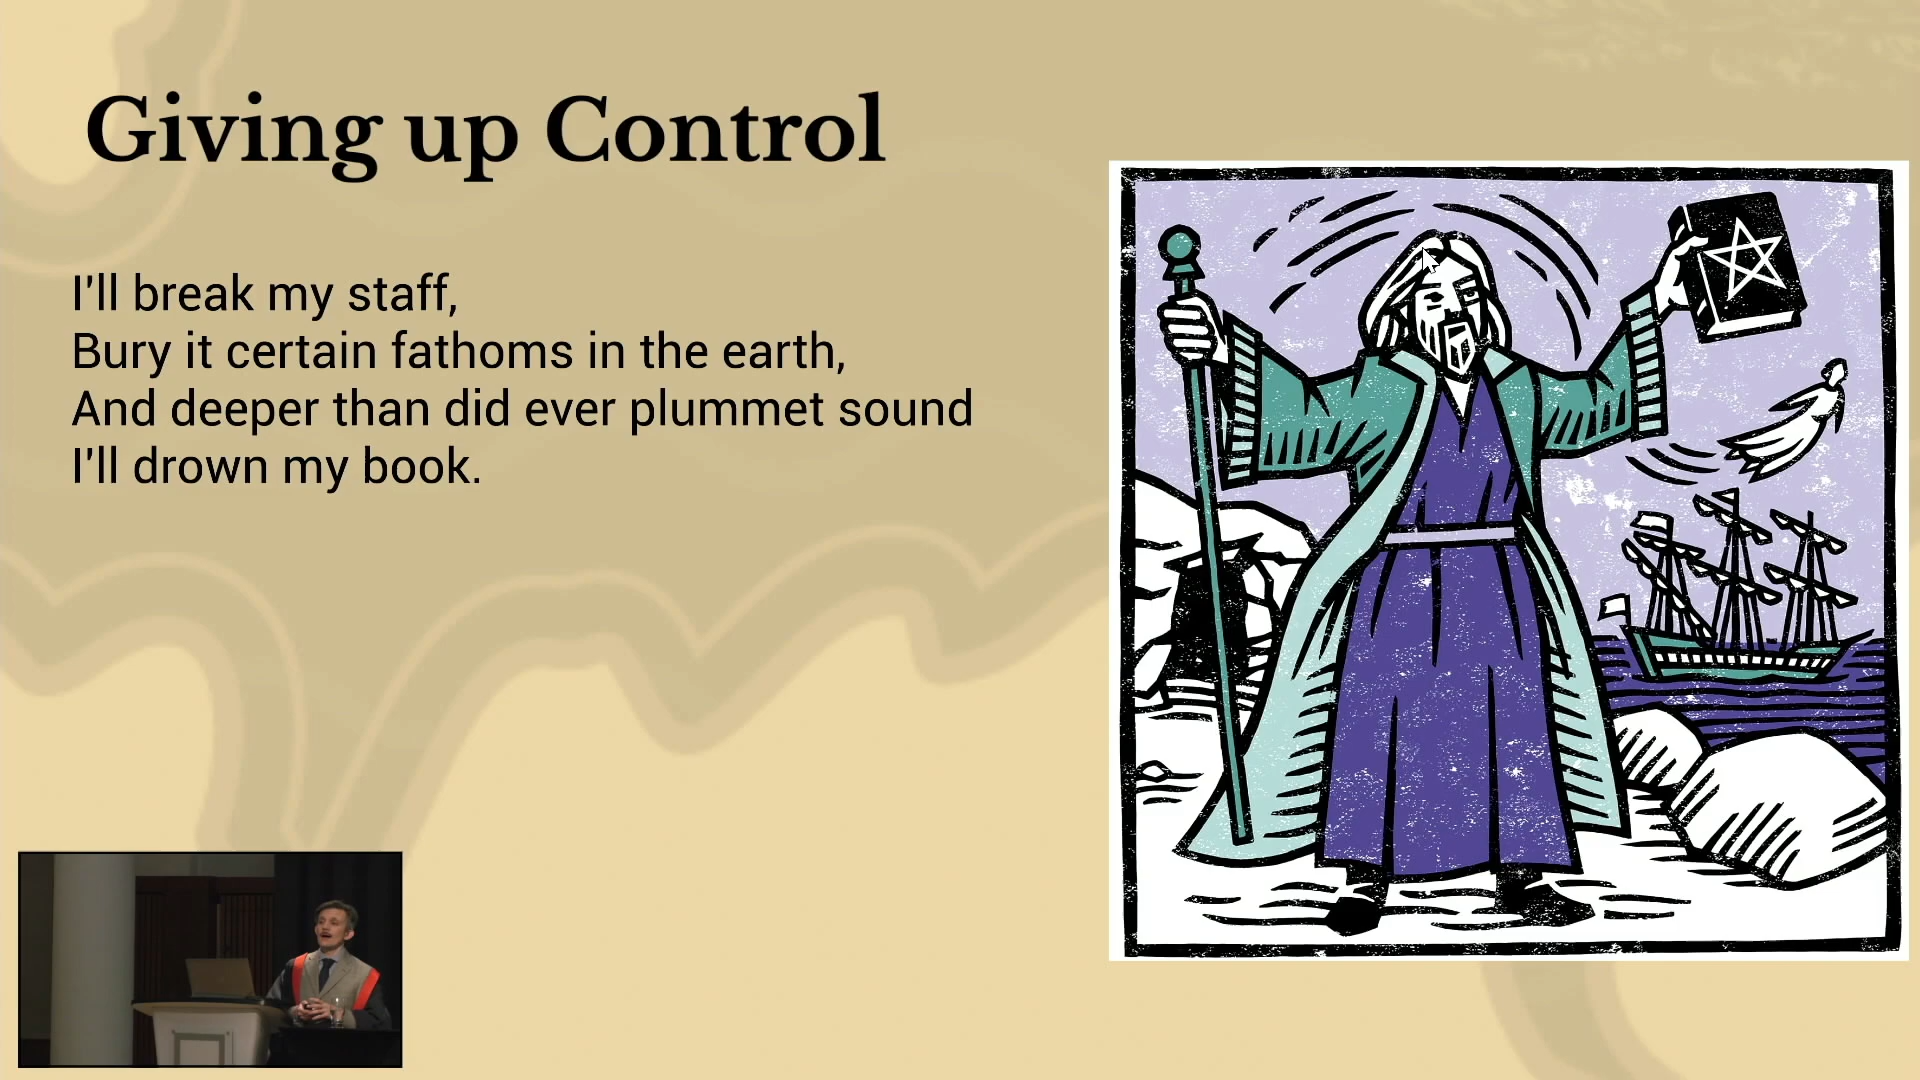 Giving up Control
I'll break my staff,
Bury it certain fathoms in the earth,
And deeper than did ever plummet sound
I'll drown my book.